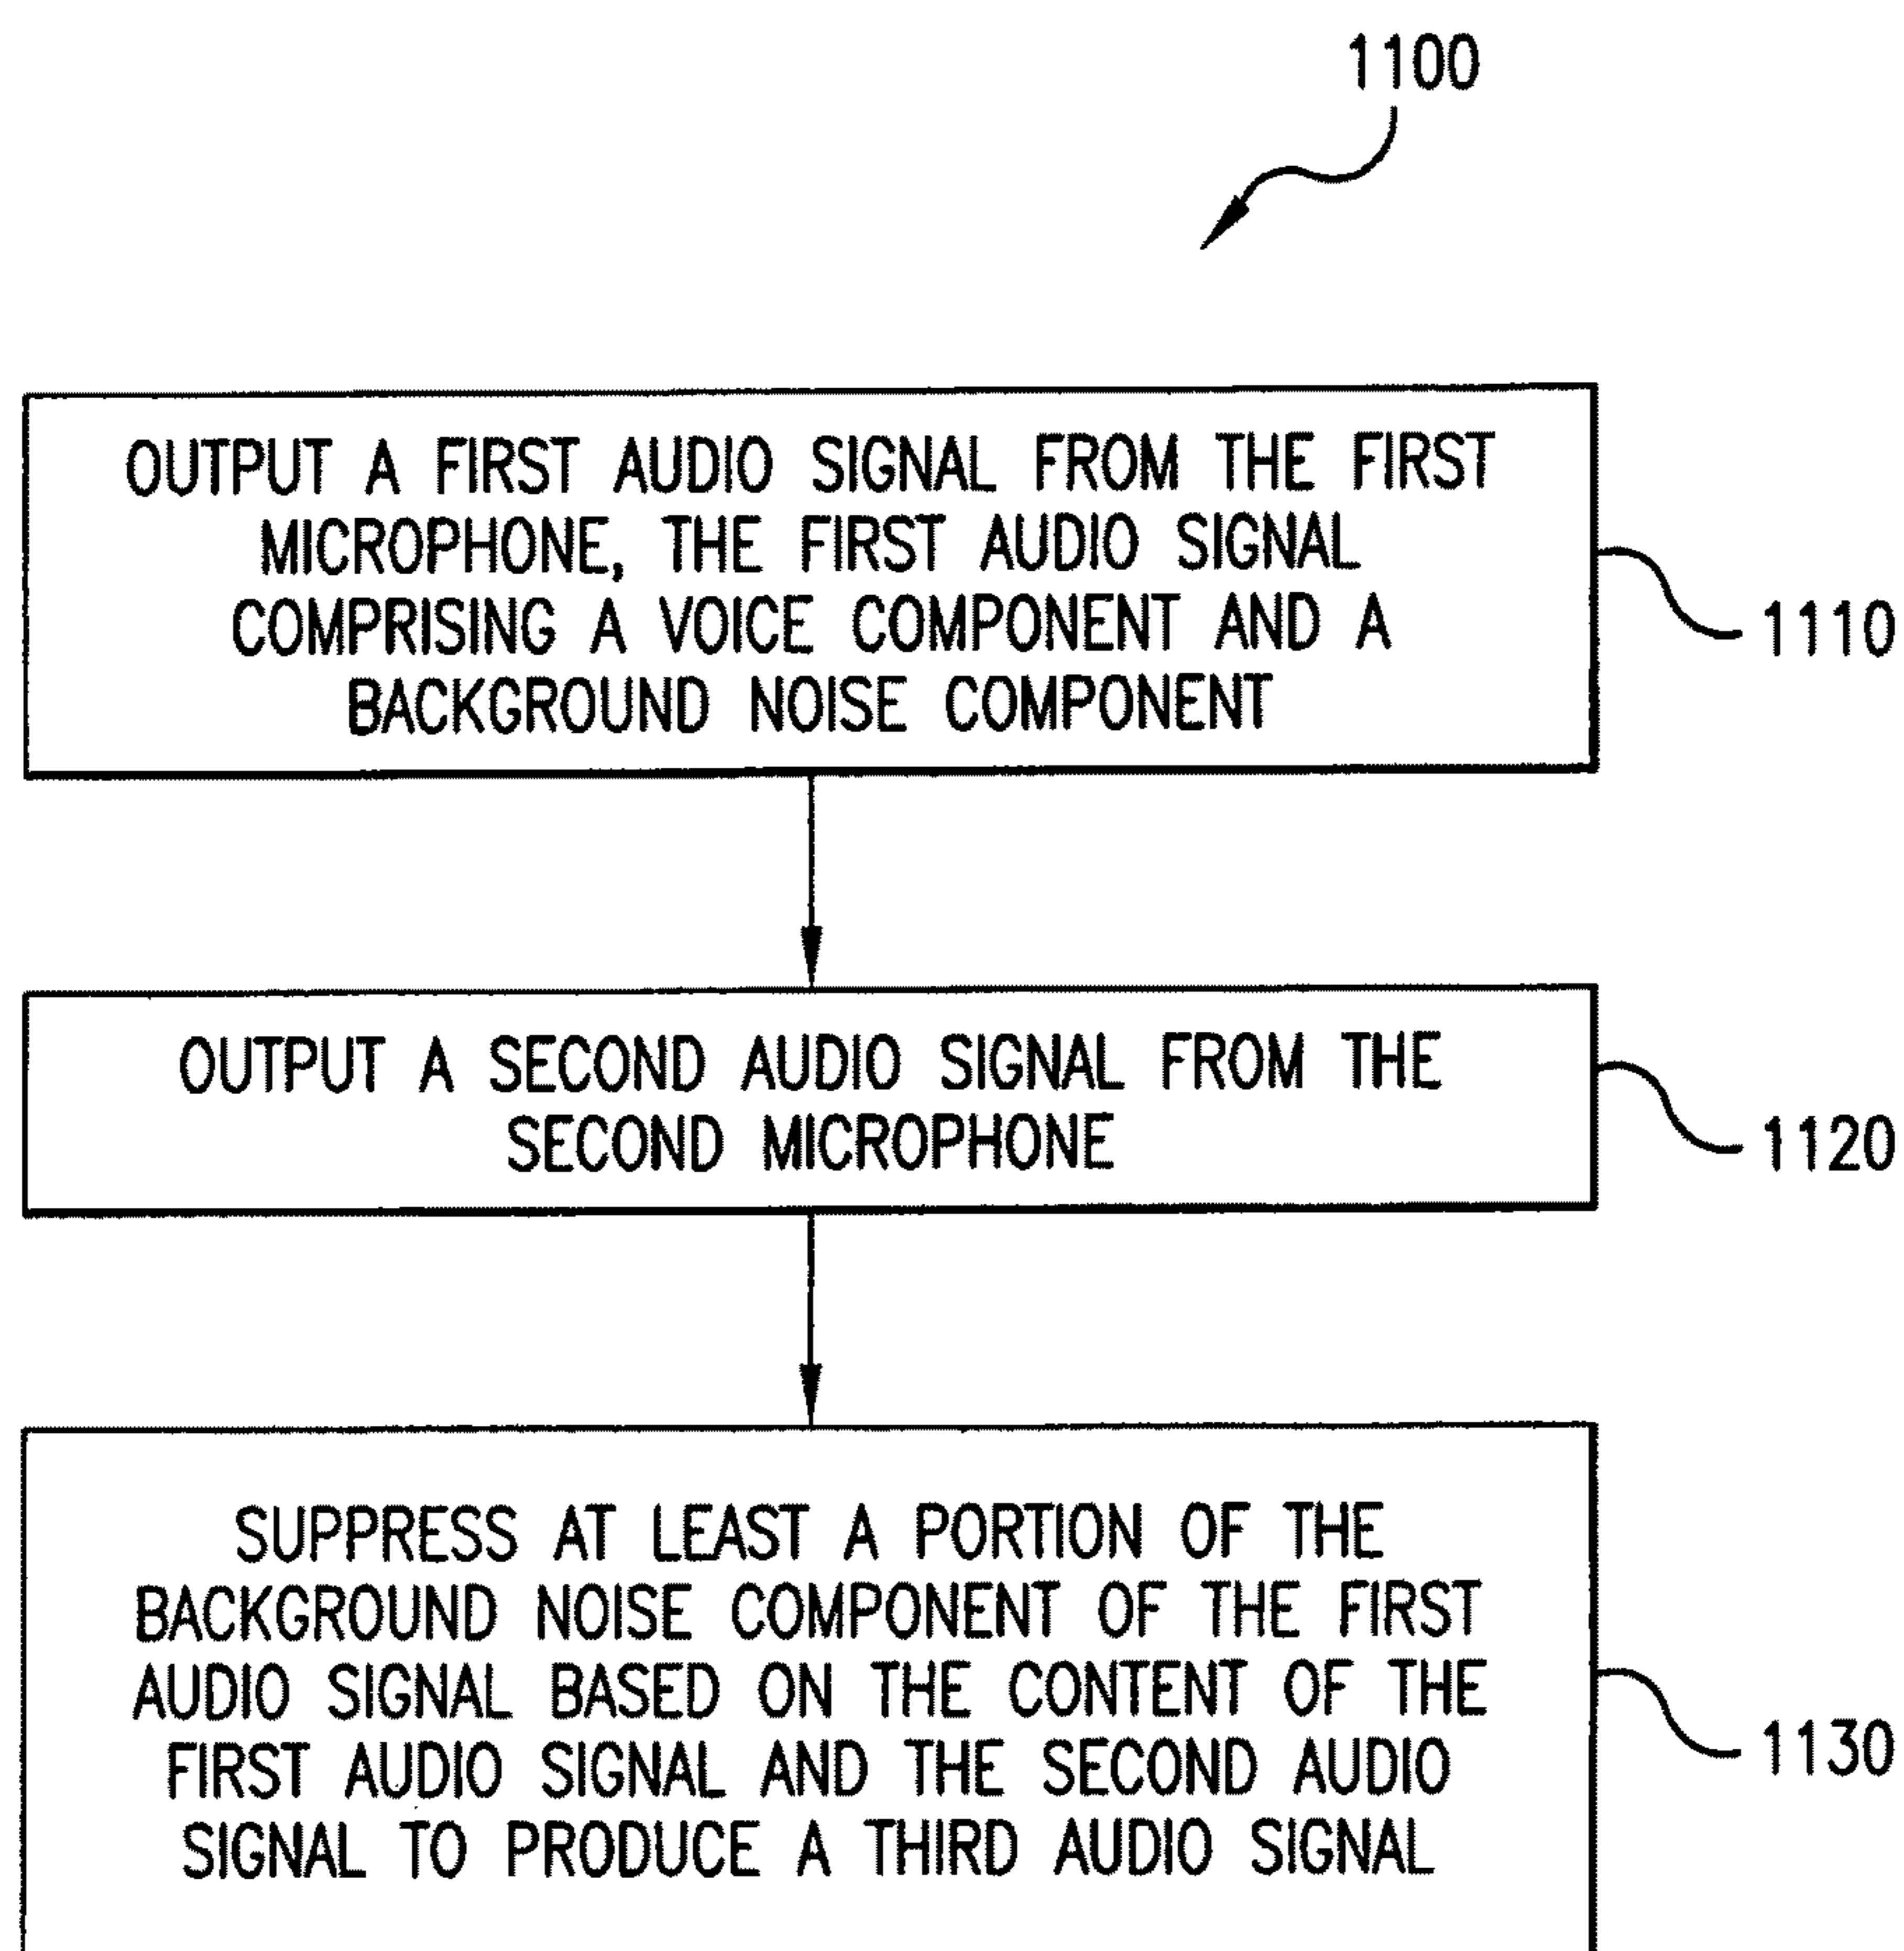 1100
OUTPUT A FIRST AUDIO SIGNAL FROM THE FIRST
MICROPHONE, THE FIRST AUDIO SIGNAL
COMPRISING A VOICE COMPONENT AND A
BACKGROUND NOISE COMPONENT
1110
OUTPUT A SECOND AUDIO SIGNAL FROM THE
SECOND MICROPHONE
1120
SUPPRESS AT LEAST A PORTION OF THE
BACKGROUND NOISE COMPONENT OF THE FIRST
AUDIO SIGNAL BASED ON THE CONTENT OF THE
FIRST AUDIO SIGNAL AND THE SECOND AUDIO
SIGNAL TO PRODUCE A THIRD AUDIO SIGNAL
1130